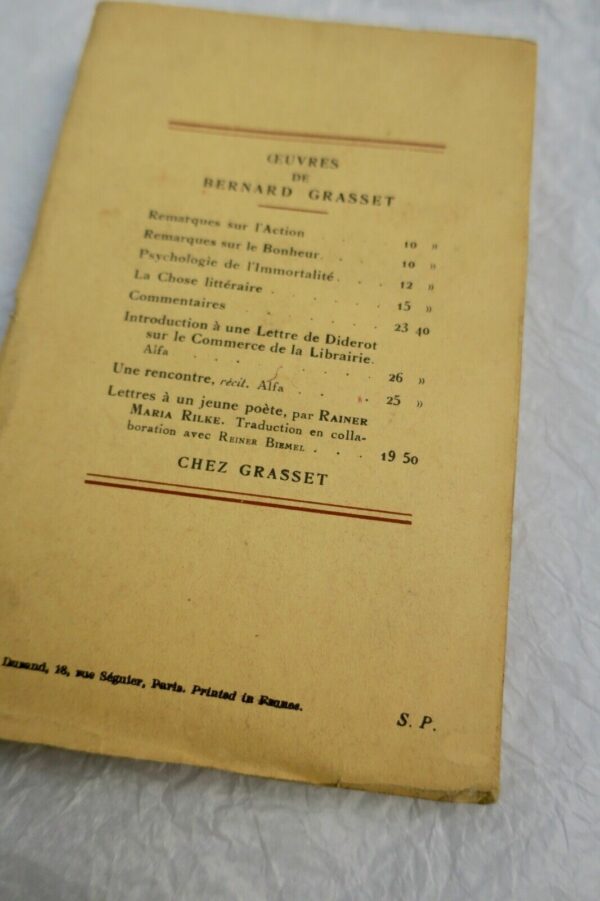 ŒUVRES
DE
BERNARD GRASSET
Remarques sur l'Action . . 10 »
Remarques sur le Bonheur. . . 10 »
Psychologie de l'Immortalité . . . 12 »
La Chose littéraire . . . . . 15 »
Commentaires . . . . . . 23 40
Introduction à une Lettre de Diderot
sur le Commerce de la Librairie.
Alfa . . . . . . . 26 »
Une rencontre, récit. Alfa . . . . 25 »
Lettres à un jeune poète, par RAINER
MARIA RILKE. Traduction en colla-
boration avec REINER BIEMEL . . . 19 50
CHEZ GRASSET
Durand, 18, rue Séguier, Paris. Printed in France.
S. P.